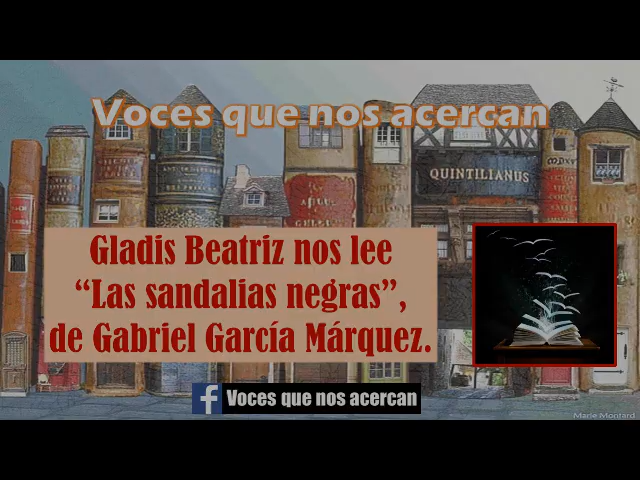 Marie Montard
Voces que nos acercan
QUINTILIANUS
Gladis Beatriz nos lee
“Las sandalias negras”,
de Gabriel García Márquez.
f Voces que nos acercan